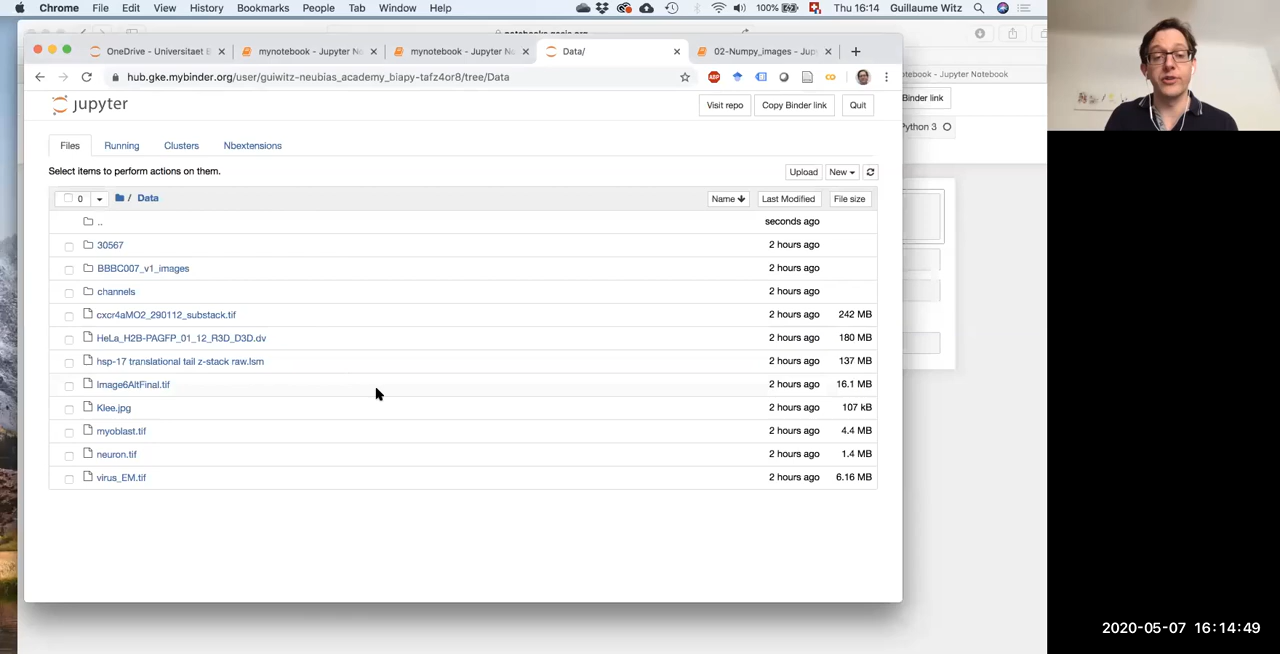 Chrome File Edit View History Bookmarks People Tab Window Help 100% Thu 16:14 Guillaume Witz
OneDrive - Universitaet B
mynotebook - Jupyter No
mynotebook - Jupyter No
Data/
02-Numpy_images - Jup
hub.gke.mybinder.org/user/guiwitz-neubias_academy_biapy-tafz4or8/tree/Data
otebook - Jupyter Notebook
jupyter
Visit repo Copy Binder link Quit
Binder link
Files Running Clusters Nbextensions
Python 3
Select items to perform actions on them.
Upload New
0 / Data Name Last Modified File size
.. seconds ago
30567 2 hours ago
BBBC007_v1_images 2 hours ago
channels 2 hours ago
cxcr4aMO2_290112_substack.tif 2 hours ago 242 MB
HeLa_H2B-PAGFP_01_12_R3D_D3D.dv 2 hours ago 180 MB
hsp-17 translational tail z-stack raw.lsm 2 hours ago 137 MB
Image6AltFinal.tif 2 hours ago 16.1 MB
Klee.jpg 2 hours ago 107 kB
myoblast.tif 2 hours ago 4.4 MB
neuron.tif 2 hours ago 1.4 MB
virus_EM.tif 2 hours ago 6.16 MB
2020-05-07 16:14:49